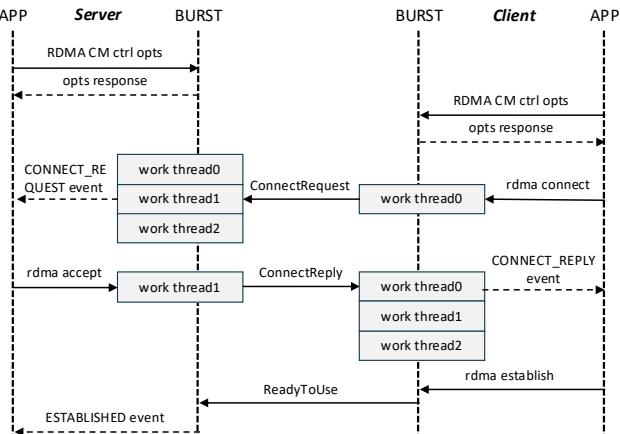 APP Server BURST BURST Client APP
RDMA CM ctrl opts
opts response
RDMA CM ctrl opts
opts response
CONNECT_RE
QUEST event
work thread0
work thread1
work thread2
ConnectRequest
work thread0
rdma connect
rdma accept
work thread1
ConnectReply
work thread0
work thread1
work thread2
CONNECT_REPLY
event
rdma establish
ReadyToUse
ESTABLISHED event